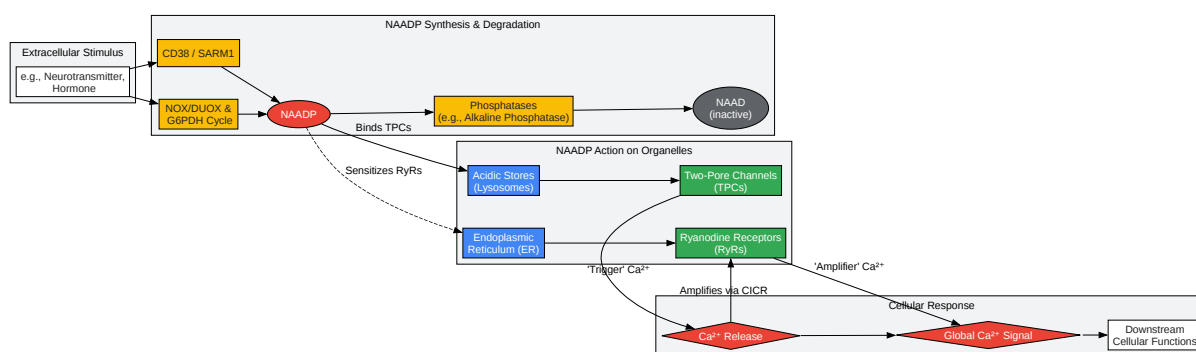 NAADP Synthesis & Degradation
Extracellular Stimulus
e.g., Neurotransmitter,
Hormone
CD38 / SARM1
NOX/DUOX &
G6PDH Cycle
NAADP
Phosphatases
(e.g., Alkaline Phosphatase)
NAAD
(inactive)
Binds TPCs
Sensitizes RyRs
NAADP Action on Organelles
Acidic Stores
(Lysosomes)
Two-Pore Channels
(TPCs)
Endoplasmic
Reticulum (ER)
Ryanodine Receptors
(RyRs)
'Trigger' Ca²⁺
'Amplifier' Ca²⁺
Amplifies via CICR
Cellular Response
Ca²⁺ Release
Global Ca²⁺ Signal
Downstream
Cellular Functions